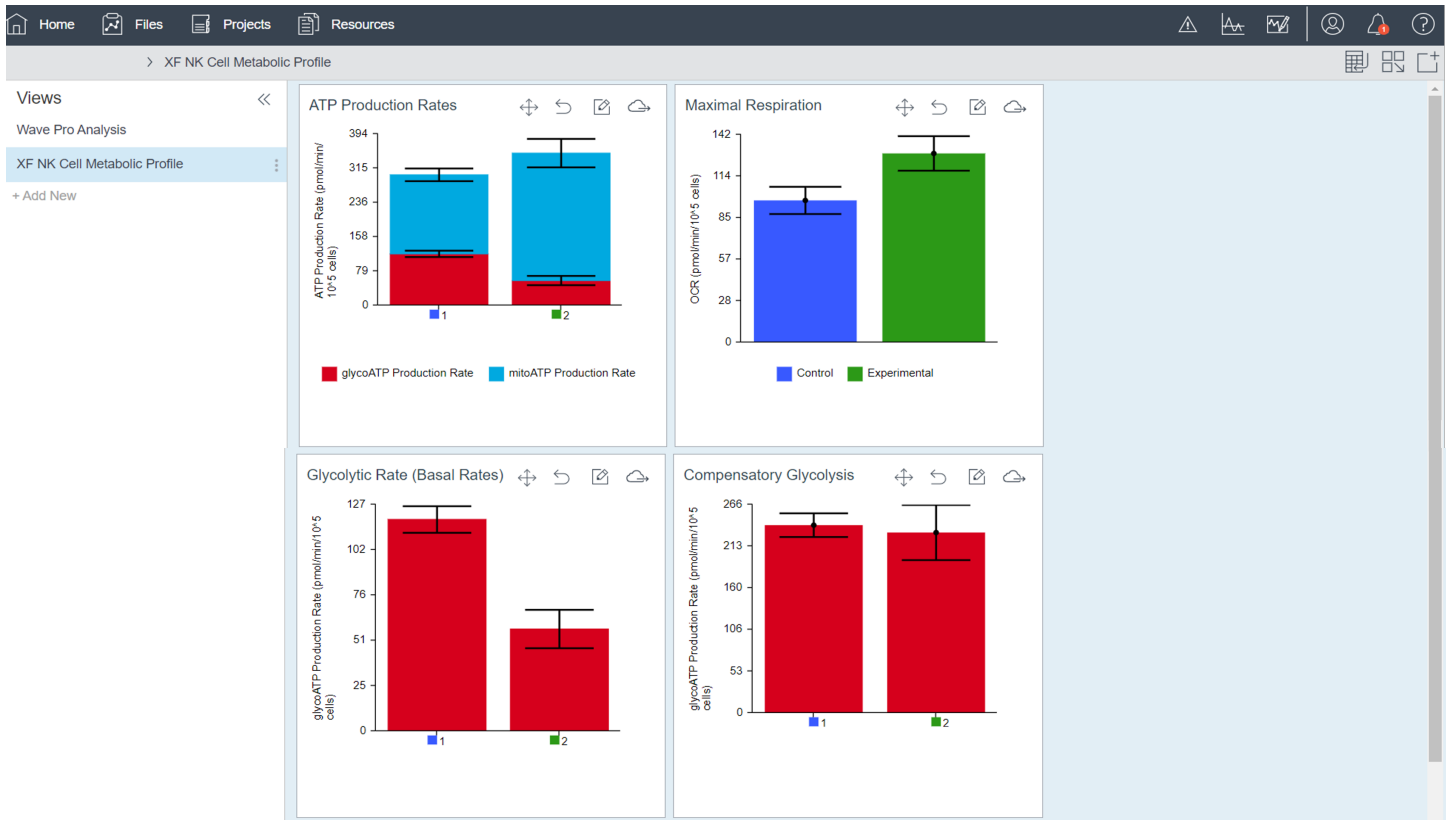 Home Files Projects Resources
1
> XF NK Cell Metabolic Profile
Views
Wave Pro Analysis
XF NK Cell Metabolic Profile
+ Add New
ATP Production Rates
394
315
236
158
79
0
ATP Production Rate (pmol/min/
10^5 cells)
1 2
glycoATP Production Rate mitoATP Production Rate
Maximal Respiration
142
114
85
57
28
0
OCR (pmol/min/10^5 cells)
Control Experimental
Glycolytic Rate (Basal Rates)
127
102
76
51
25
0
glycoATP Production Rate (pmol/min/10^5
cells)
1 2
Compensatory Glycolysis
266
213
160
106
53
0
glycoATP Production Rate (pmol/min/10^5
cells)
1 2